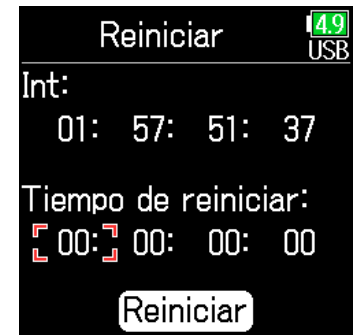 Reiniciar
4.9
USB
Int:
01: 57: 51: 37
Tiempo de reiniciar:
00: 00: 00: 00
Reiniciar